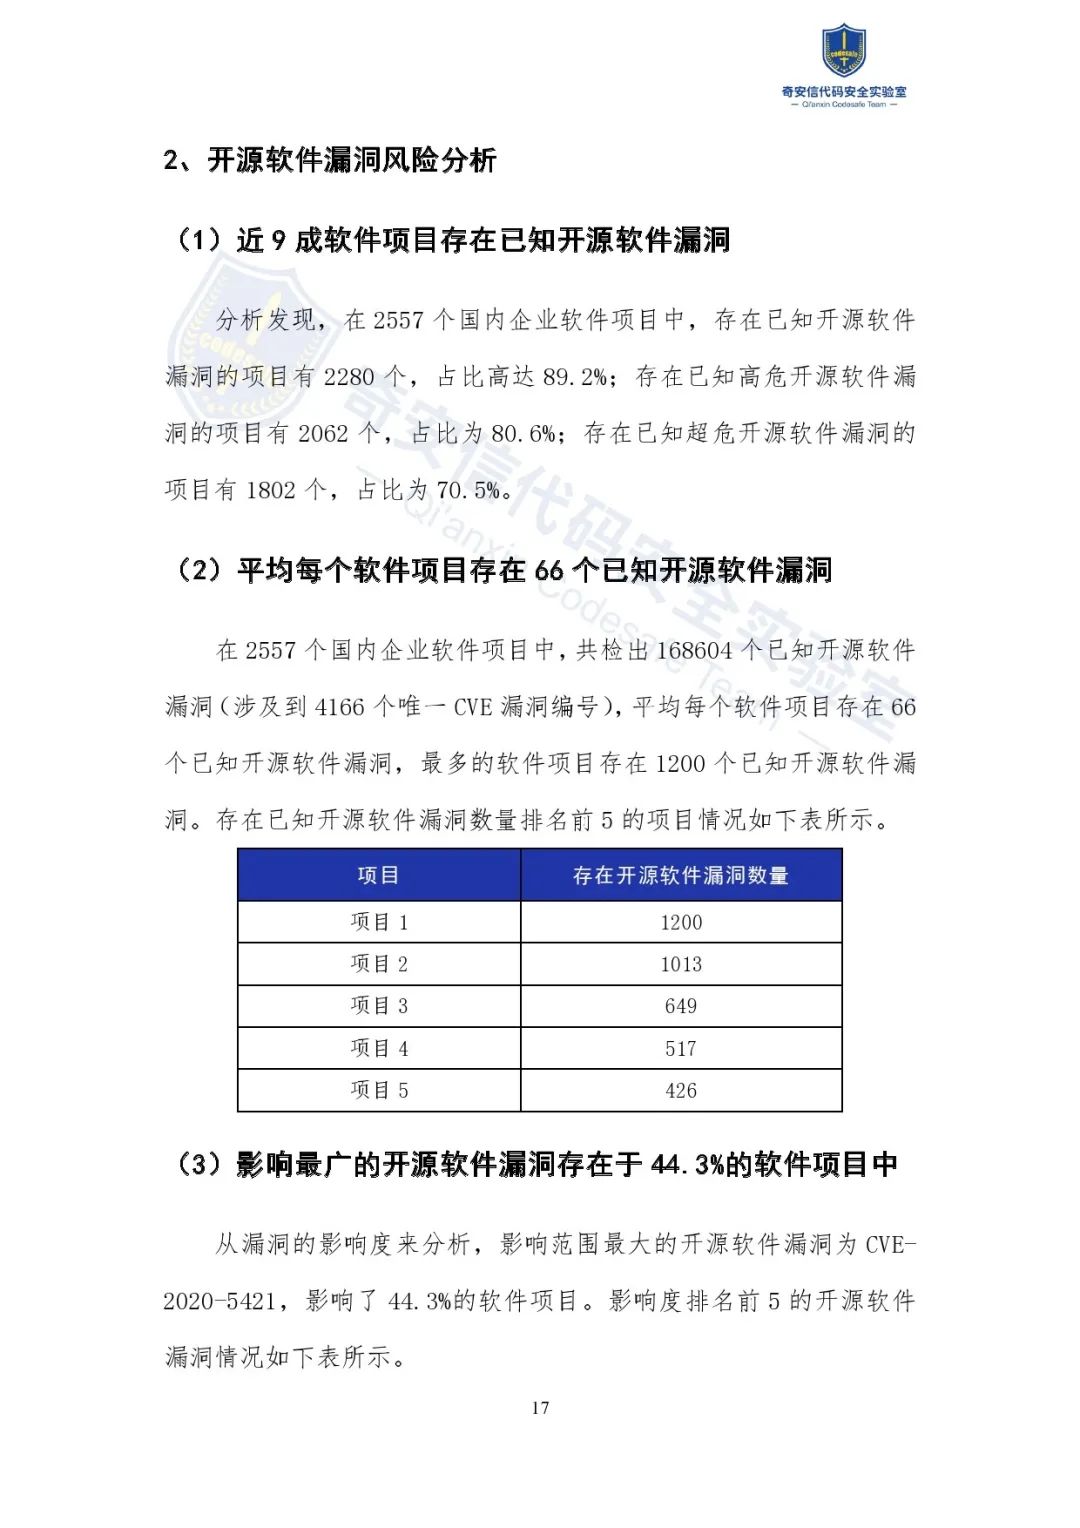 codesafe
奇安信代码安全实验室
— Qi'anxin Codesafe Team —
2、开源软件漏洞风险分析
（1）近 9 成软件项目存在已知开源软件漏洞
分析发现，在 2557 个国内企业软件项目中，存在已知开源软件
漏洞的项目有 2280 个，占比高达 89.2%；存在已知高危开源软件漏
洞的项目有 2062 个，占比为 80.6%；存在已知超危开源软件漏洞的
项目有 1802 个，占比为 70.5%。
codesafe
奇安信代码安全实验室
— Qi'anxin Codesafe Team —
（2）平均每个软件项目存在 66 个已知开源软件漏洞
在 2557 个国内企业软件项目中，共检出 168604 个已知开源软件
漏洞（涉及到 4166 个唯一 CVE 漏洞编号），平均每个软件项目存在 66
个已知开源软件漏洞，最多的软件项目存在 1200 个已知开源软件漏
洞。存在已知开源软件漏洞数量排名前 5 的项目情况如下表所示。
项目 存在开源软件漏洞数量
项目 1 1200
项目 2 1013
项目 3 649
项目 4 517
项目 5 426
（3）影响最广的开源软件漏洞存在于 44.3%的软件项目中
从漏洞的影响度来分析，影响范围最大的开源软件漏洞为 CVE-
2020-5421，影响了 44.3%的软件项目。影响度排名前 5 的开源软件
漏洞情况如下表所示。
17